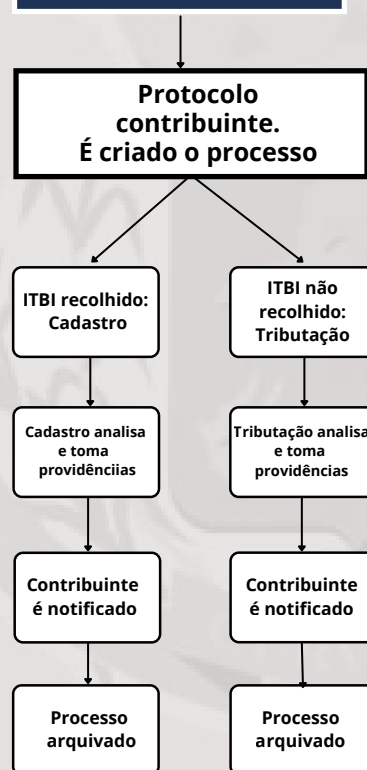 Protocolo
contribuinte.
É criado o processo
ITBI recolhido:
Cadastro
ITBI não
recolhido:
Tributação
Cadastro analisa
e toma
providênciias
Tributação analisa
e toma
providências
Contribuinte
é notificado
Contribuinte
é notificado
Processo
arquivado
Processo
arquivado